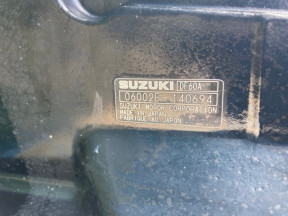 SUZUKI DF60A
06002F-140694
SUZUKI MOTOR CORPORATION
MADE IN JAPAN
FABRIQUE AU JAPON